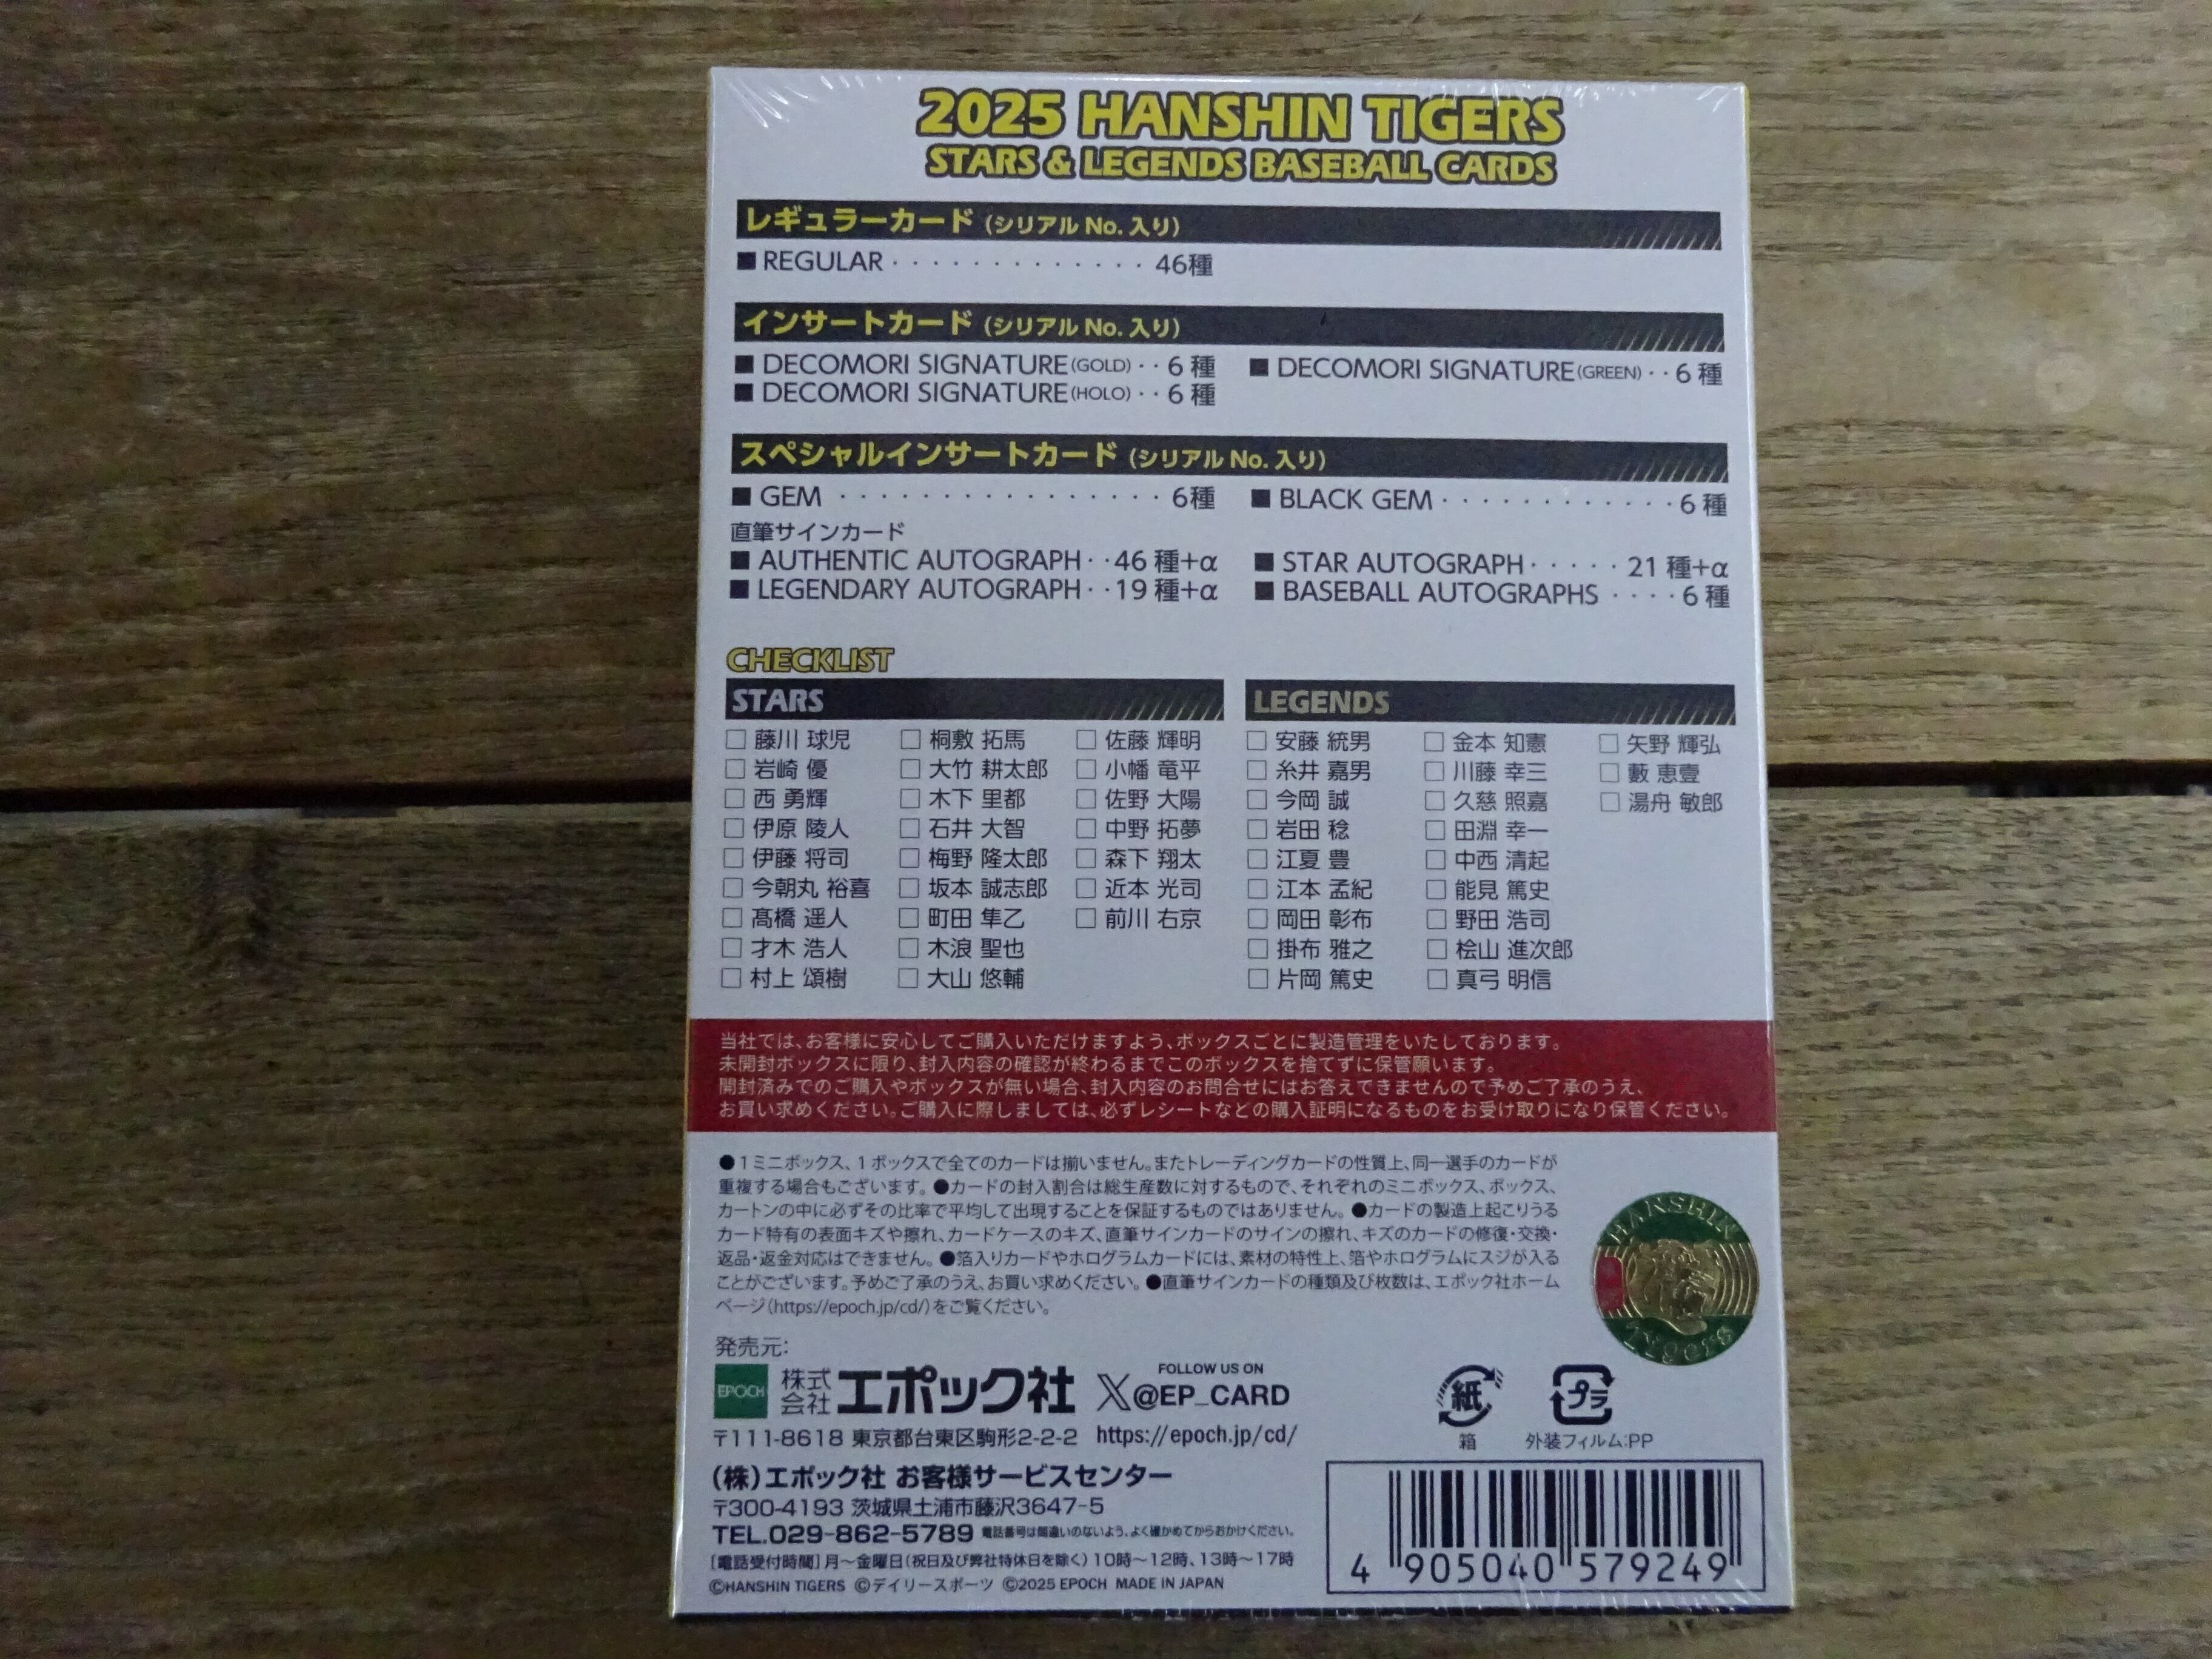 2025 HANSHIN TIGERS
STARS & LEGENDS BASEBALL CARDS
レギュラーカード (シリアル No. 入り)
■ REGULAR · · · · · · · · · · · · · 46種
インサートカード (シリアル No. 入り)
■ DECOMORI SIGNATURE(GOLD) · · 6 種 ■ DECOMORI SIGNATURE(GREEN) · · 6 種
■ DECOMORI SIGNATURE(HOLO) · · 6 種
スペシャルインサートカード (シリアル No. 入り)
■ GEM · · · · · · · · · · · · · · · · 6種 ■ BLACK GEM · · · · · · · · · · · · 6 種
直筆サインカード
■ AUTHENTIC AUTOGRAPH · · 46 種+α ■ STAR AUTOGRAPH · · · · · 21 種+α
■ LEGENDARY AUTOGRAPH · · 19 種+α ■ BASEBALL AUTOGRAPHS · · · · 6 種
CHECKLIST
STARS
□ 藤川 球児 □ 桐敷 拓馬 □ 佐藤 輝明
□ 岩崎 優 □ 大竹 耕太郎 □ 小幡 竜平
□ 西 勇輝 □ 木下 里都 □ 佐野 大陽
□ 伊原 陵人 □ 石井 大智 □ 中野 拓夢
□ 伊藤 将司 □ 梅野 隆太郎 □ 森下 翔太
□ 今朝丸 裕喜 □ 坂本 誠志郎 □ 近本 光司
□ 髙橋 遥人 □ 町田 隼乙 □ 前川 右京
□ 才木 浩人 □ 木浪 聖也
□ 村上 頌樹 □ 大山 悠輔
LEGENDS
□ 安藤 統男 □ 金本 知憲 □ 矢野 輝弘
□ 糸井 嘉男 □ 川藤 幸三 □ 藪 恵壹
□ 今岡 誠 □ 久慈 照嘉 □ 湯舟 敏郎
□ 岩田 稔 □ 田淵 幸一
□ 江夏 豊 □ 中西 清起
□ 江本 孟紀 □ 能見 篤史
□ 岡田 彰布 □ 野田 浩司
□ 掛布 雅之 □ 桧山 進次郎
□ 片岡 篤史 □ 真弓 明信
当社では、お客様に安心してご購入いただけますよう、ボックスごとに製造管理をいたしております。
未開封ボックスに限り、封入内容の確認が終わるまでこのボックスを捨てずに保管願います。
開封済みでのご購入やボックスが無い場合、封入内容のお問合せにはお答えできませんので予めご了承のうえ、
お買い求めください。ご購入に際しましては、必ずレシートなどの購入証明になるものをお受け取りになり保管ください。
●1ミニボックス、1ボックスで全てのカードは揃いません。またトレーディングカードの性質上、同一選手のカードが
重複する場合もございます。●カードの封入割合は総生産数に対するもので、それぞれのミニボックス、ボックス、
カートンの中に必ずその比率で平均して出現することを保証するものではありません。●カードの製造上起こりうる
カード特有の表面キズや擦れ、カードケースのキズ、直筆サインカードのサインの擦れ、キズのカードの修復・交換・
返品・返金対応はできません。●箔入りカードやホログラムカードには、素材の特性上、箔やホログラムにスジが入る
ことがございます。予めご了承のうえ、お買い求めください。●直筆サインカードの種類及び枚数は、エポック社ホーム
ページ(https://epoch.jp/cd/)をご覧ください。
HANSHIN
Tigers
発売元:
EPOCH 株式会社 エポック社
FOLLOW US ON
X@EP_CARD
〒111-8618 東京都台東区駒形2-2-2 https://epoch.jp/cd/
紙
箱
プラ
外装フィルム:PP
(株)エポック社 お客様サービスセンター
〒300-4193 茨城県土浦市藤沢3647-5
TEL.029-862-5789 電話番号は間違いのないよう、よく確かめてからおかけください。
[電話受付時間]月〜金曜日(祝日及び弊社特休日を除く)10時〜12時、13時〜17時
©HANSHIN TIGERS ©デイリースポーツ ©2025 EPOCH MADE IN JAPAN
4 905040 579249